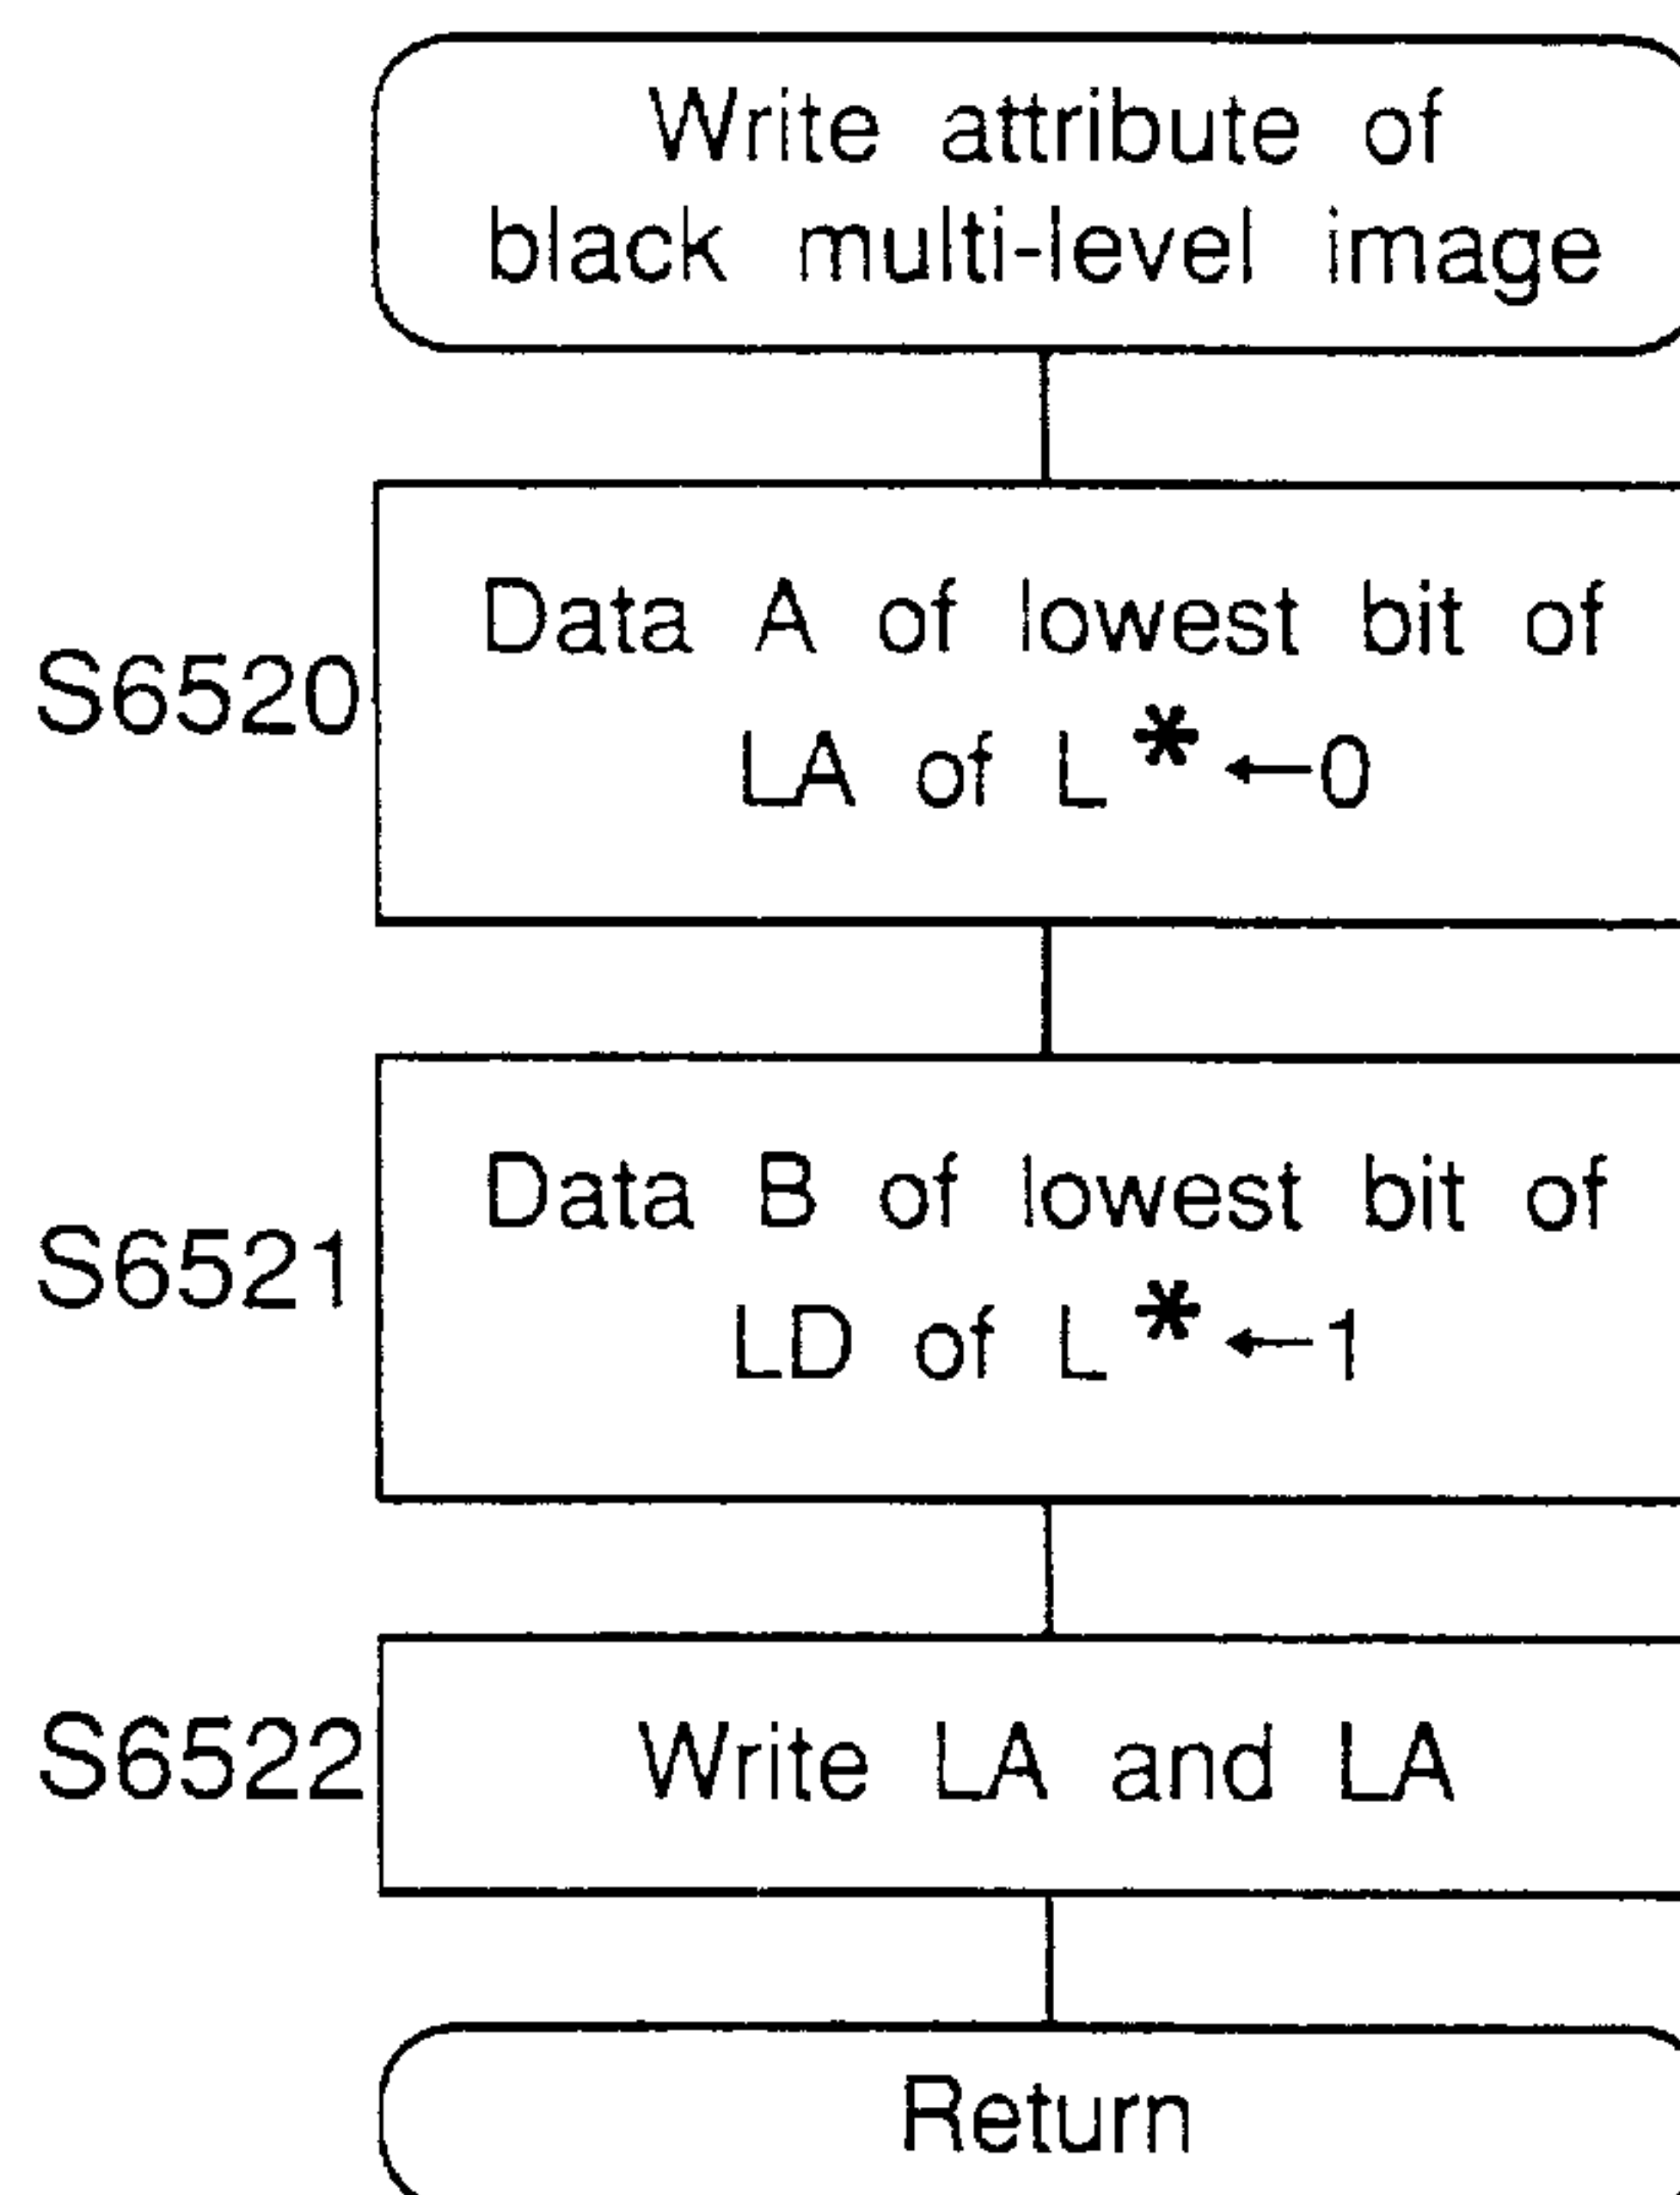 Write attribute of
black multi-level image
Data A of lowest bit of
S6520
LA of L*←0
Data B of lowest bit of
S6521
LD of L*←1
S6522 Write LA and LA
Return